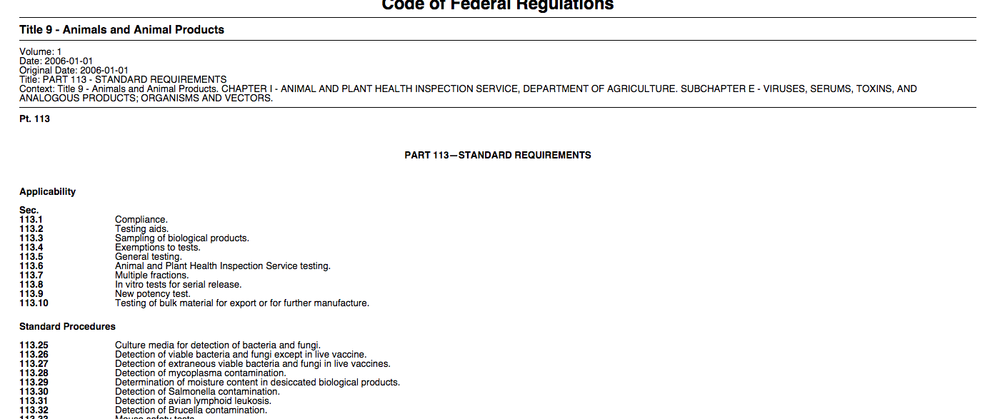 Code of Federal Regulations
Title 9 - Animals and Animal Products
Volume: 1
Date: 2006-01-01
Original Date: 2006-01-01
Title: PART 113 - STANDARD REQUIREMENTS
Context: Title 9 - Animals and Animal Products. CHAPTER I - ANIMAL AND PLANT HEALTH INSPECTION SERVICE, DEPARTMENT OF AGRICULTURE. SUBCHAPTER E - VIRUSES, SERUMS, TOXINS, AND
ANALOGOUS PRODUCTS; ORGANISMS AND VECTORS.
Pt. 113
PART 113—STANDARD REQUIREMENTS
Applicability
Sec.
113.1 Compliance.
113.2 Testing aids.
113.3 Sampling of biological products.
113.4 Exemptions to tests.
113.5 General testing.
113.6 Animal and Plant Health Inspection Service testing.
113.7 Multiple fractions.
113.8 In vitro tests for serial release.
113.9 New potency test.
113.10 Testing of bulk material for export or for further manufacture.
Standard Procedures
113.25 Culture media for detection of bacteria and fungi.
113.26 Detection of viable bacteria and fungi except in live vaccine.
113.27 Detection of extraneous viable bacteria and fungi in live vaccines.
113.28 Detection of mycoplasma contamination.
113.29 Determination of moisture content in desiccated biological products.
113.30 Detection of Salmonella contamination.
113.31 Detection of avian lymphoid leukosis.
113.32 Detection of Brucella contamination.
113.33 Mouse safety tests.